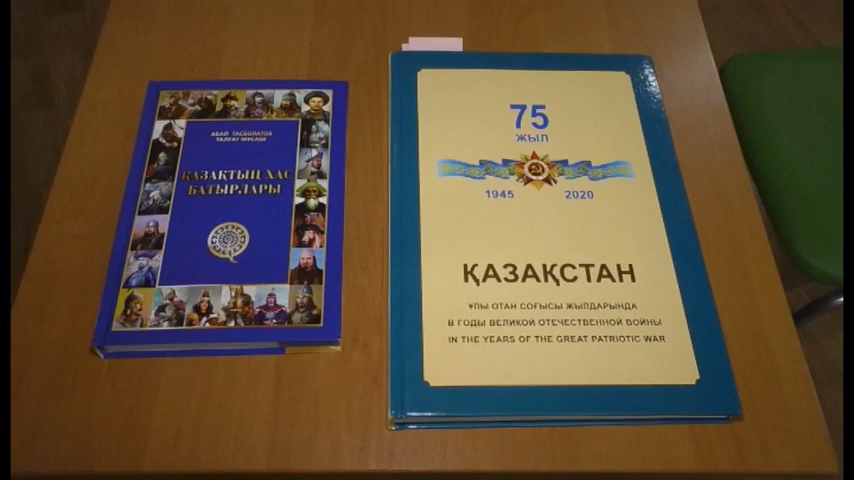 АБАЙ ТАСБОЛАТОВ
ТАЛҒАТ МҰСАЕВ
ҚАЗАҚТЫҢ ХАС
БАТЫРЛАРЫ
75
ЖЫЛ
1945 2020
ҚАЗАҚСТАН
ҰЛЫ ОТАН СОҒЫСЫ ЖЫЛДАРЫНДА
В ГОДЫ ВЕЛИКОЙ ОТЕЧЕСТВЕННОЙ ВОЙНЫ
IN THE YEARS OF THE GREAT PATRIOTIC WAR